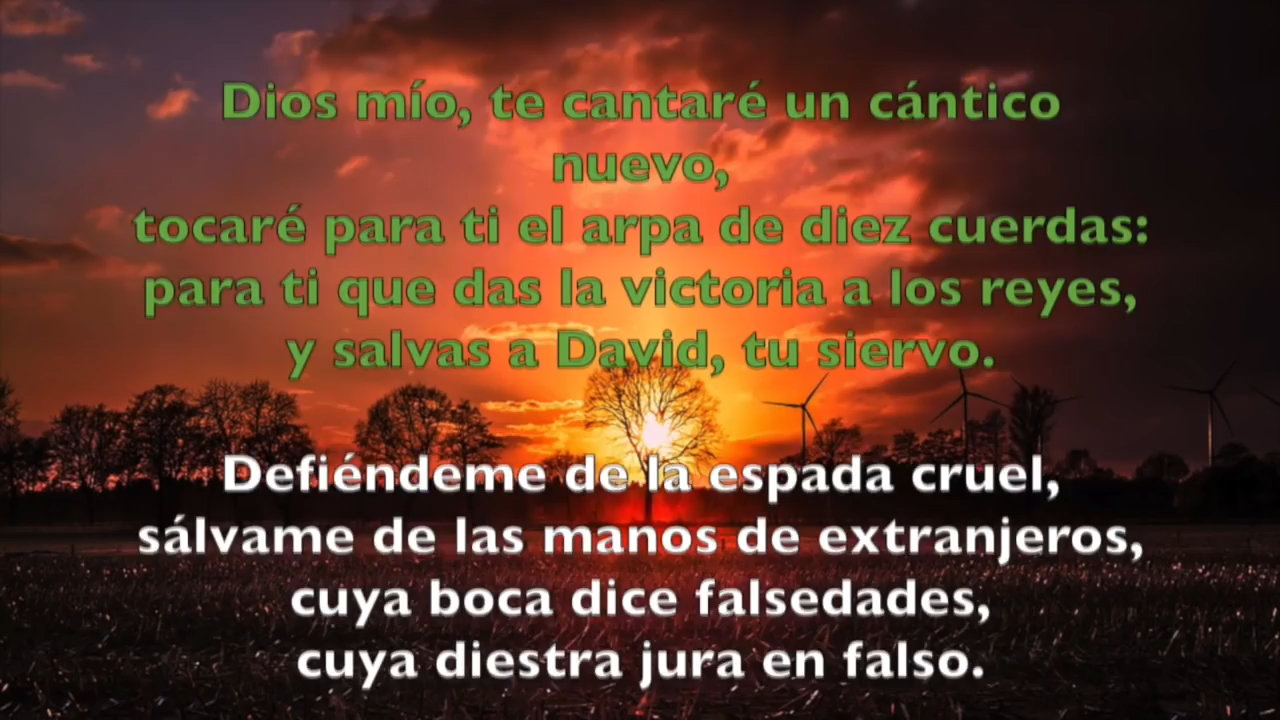 Dios mío, te cantaré un cántico
nuevo,
tocaré para ti el arpa de diez cuerdas:
para ti que das la victoria a los reyes,
y salvas a David, tu siervo.
Defiéndeme de la espada cruel,
sálvame de las manos de extranjeros,
cuya boca dice falsedades,
cuya diestra jura en falso.